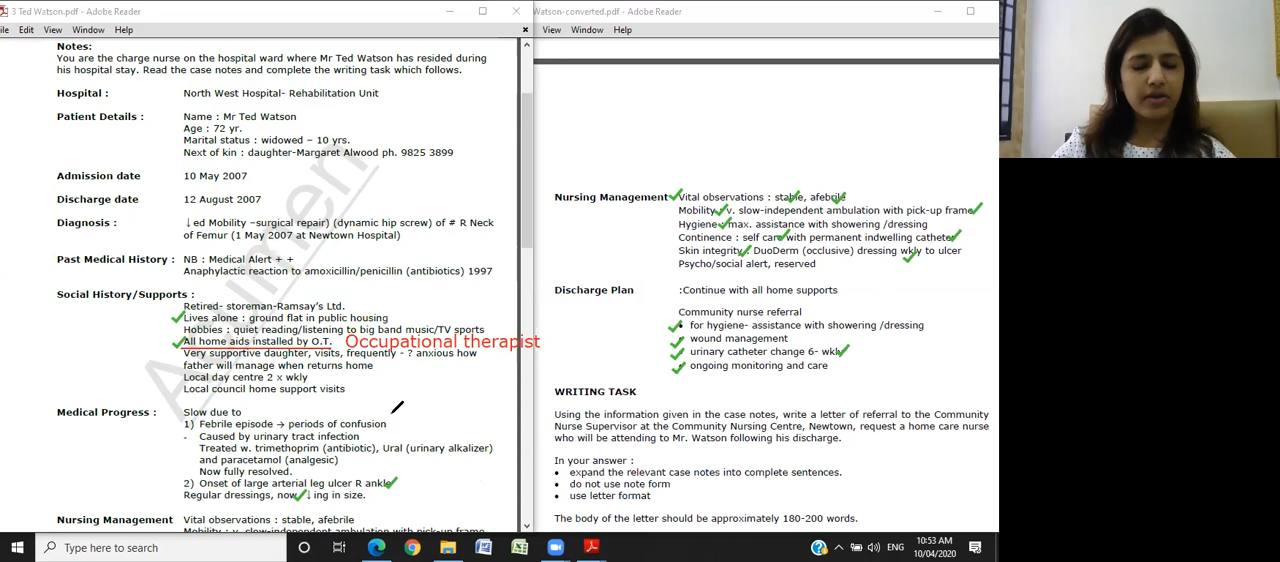 3 Ted Watson.pdf - Adobe Reader
File Edit View Window Help
Notes:
You are the charge nurse on the hospital ward where Mr Ted Watson has resided during
his hospital stay. Read the case notes and complete the writing task which follows.
Hospital : North West Hospital- Rehabilitation Unit
Patient Details : Name : Mr Ted Watson
Age : 72 yr.
Marital status : widowed – 10 yrs.
Next of kin : daughter-Margaret Alwood ph. 9825 3899
Admission date 10 May 2007
Discharge date 12 August 2007
Diagnosis : ↓ed Mobility –surgical repair) (dynamic hip screw) of # R Neck
of Femur (1 May 2007 at Newtown Hospital)
Past Medical History : NB : Medical Alert + +
Anaphylactic reaction to amoxicillin/penicillin (antibiotics) 1997
Social History/Supports :
Retired- storeman-Ramsay's Ltd.
Lives alone : ground flat in public housing
Hobbies : quiet reading/listening to big band music/TV sports
All home aids installed by O.T. Occupational therapist
Very supportive daughter, visits, frequently - ? anxious how
father will manage when returns home
Local day centre 2 x wkly
Local council home support visits
Medical Progress : Slow due to
1) Febrile episode → periods of confusion
- Caused by urinary tract infection
Treated w. trimethoprim (antibiotic), Ural (urinary alkalizer)
and paracetamol (analgesic)
Now fully resolved.
2) Onset of large arterial leg ulcer R ankle
Regular dressings, now ↓ing in size.
Nursing Management Vital observations : stable, afebrile
Mobility : v. slow-independent ambulation with pick-up frame
Watson-converted.pdf - Adobe Reader
View Window Help
Nursing Management Vital observations : stable, afebrile
Mobility v. slow-independent ambulation with pick-up frame
Hygiene max. assistance with showering /dressing
Continence : self care with permanent indwelling catheter
Skin integrity DuoDerm (occlusive) dressing wkly to ulcer
Psycho/social alert, reserved
Discharge Plan :Continue with all home supports
Community nurse referral
• for hygiene- assistance with showering /dressing
• wound management
• urinary catheter change 6- wkly
• ongoing monitoring and care
WRITING TASK
Using the information given in the case notes, write a letter of referral to the Community
Nurse Supervisor at the Community Nursing Centre, Newtown, request a home care nurse
who will be attending to Mr. Watson following his discharge.
In your answer :
• expand the relevant case notes into complete sentences.
• do not use note form
• use letter format
The body of the letter should be approximately 180-200 words.
Type here to search
ENG
10:53 AM
10/04/2020